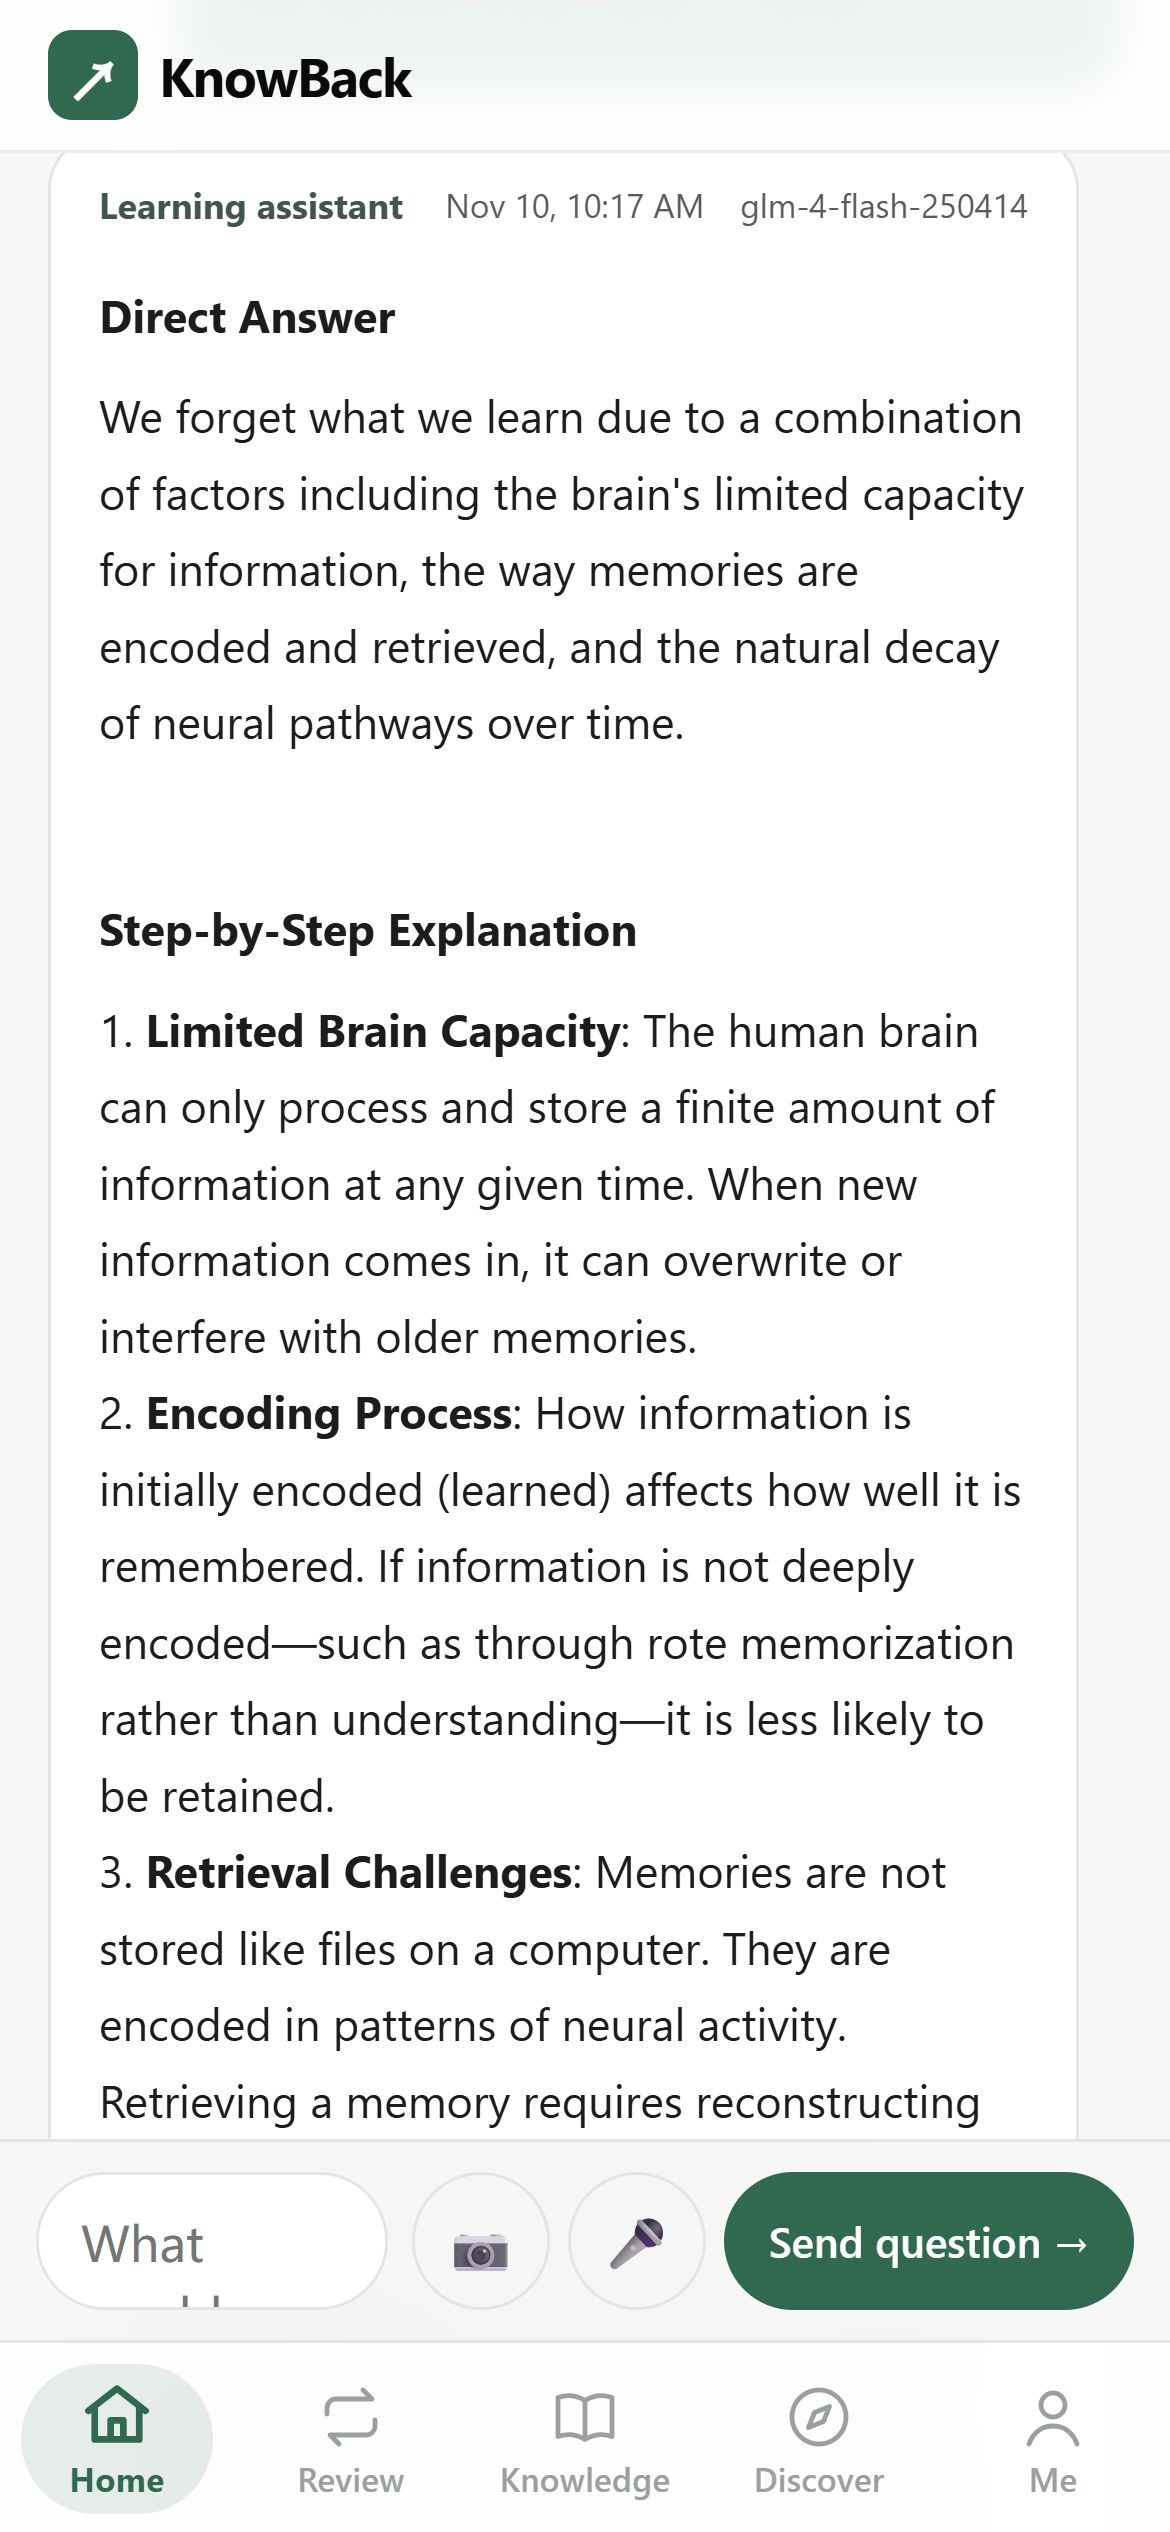 KnowBack
Learning assistant Nov 10, 10:17 AM glm-4-flash-250414
Direct Answer
We forget what we learn due to a combination
of factors including the brain's limited capacity
for information, the way memories are
encoded and retrieved, and the natural decay
of neural pathways over time.
Step-by-Step Explanation
1. Limited Brain Capacity: The human brain
can only process and store a finite amount of
information at any given time. When new
information comes in, it can overwrite or
interfere with older memories.
2. Encoding Process: How information is
initially encoded (learned) affects how well it is
remembered. If information is not deeply
encoded—such as through rote memorization
rather than understanding—it is less likely to
be retained.
3. Retrieval Challenges: Memories are not
stored like files on a computer. They are
encoded in patterns of neural activity.
Retrieving a memory requires reconstructing
What
Send question →
Home Review Knowledge Discover Me